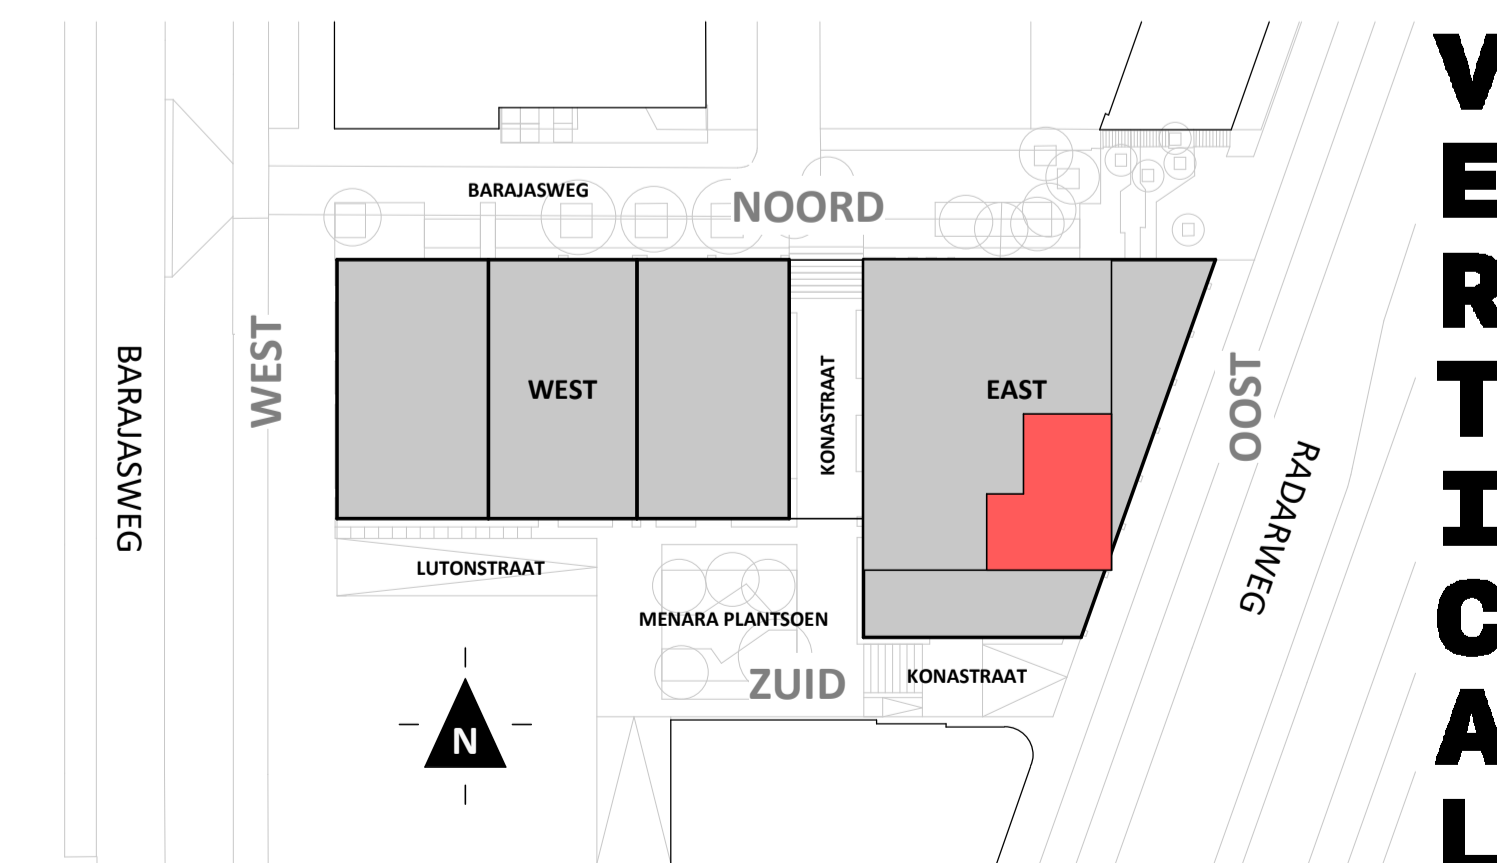 BARAJASWEG
NOORD
WEST
BARAJASWEG
WEST
KONASTRAAT
EAST
OOST
RADARWEG
LUTONSTRAAT
MENARA PLANTSOEN
ZUID
KONASTRAAT
N
VERTICAL